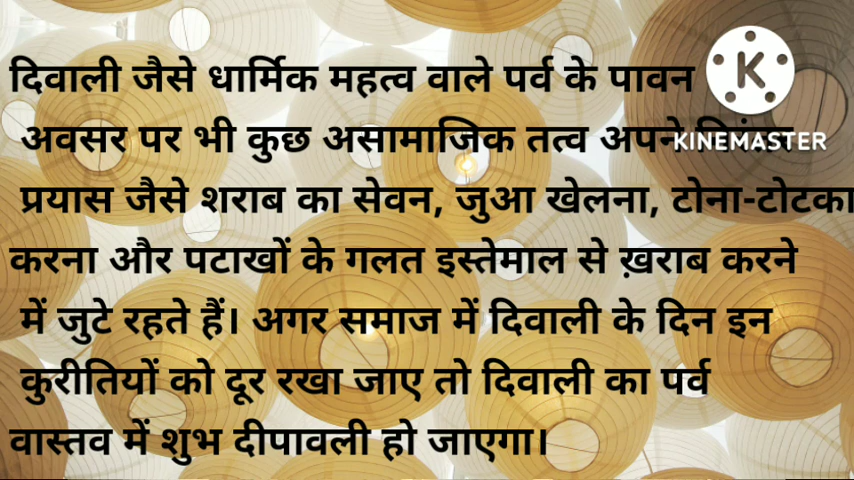 दिवाली जैसे धार्मिक महत्व वाले पर्व के पावन
अवसर पर भी कुछ असामाजिक तत्व अपने
प्रयास जैसे शराब का सेवन, जुआ खेलना, टोना-टोटका
करना और पटाखों के गलत इस्तेमाल से ख़राब करने
में जुटे रहते हैं। अगर समाज में दिवाली के दिन इन
कुरीतियों को दूर रखा जाए तो दिवाली का पर्व
वास्तव में शुभ दीपावली हो जाएगा।
K
KINEMASTER